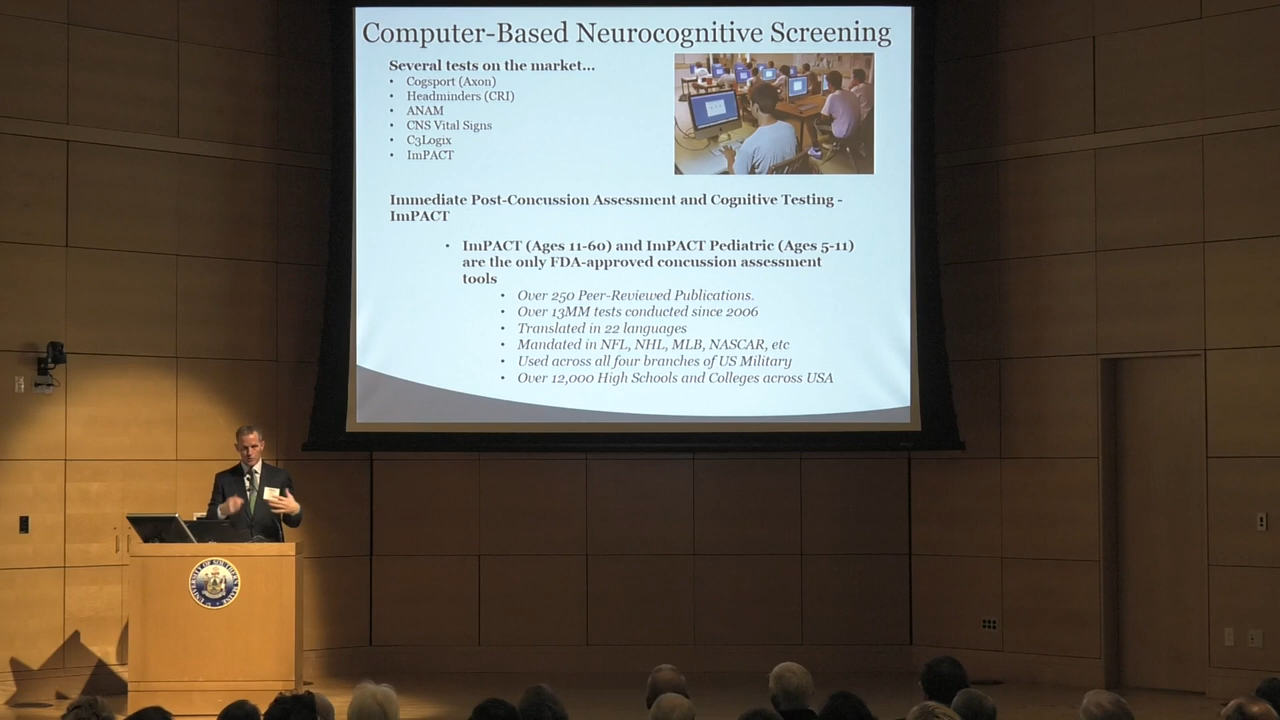 Computer-Based Neurocognitive Screening
Several tests on the market...
• Cogsport (Axon)
• Headminders (CRI)
• ANAM
• CNS Vital Signs
• C3Logix
• ImPACT
Immediate Post-Concussion Assessment and Cognitive Testing -
ImPACT
• ImPACT (Ages 11-60) and ImPACT Pediatric (Ages 5-11)
are the only FDA-approved concussion assessment
tools
• Over 250 Peer-Reviewed Publications.
• Over 13MM tests conducted since 2006
• Translated in 22 languages
• Mandated in NFL, NHL, MLB, NASCAR, etc
• Used across all four branches of US Military
• Over 12,000 High Schools and Colleges across USA
UNIVERSITY OF SOUTHERN MAINE